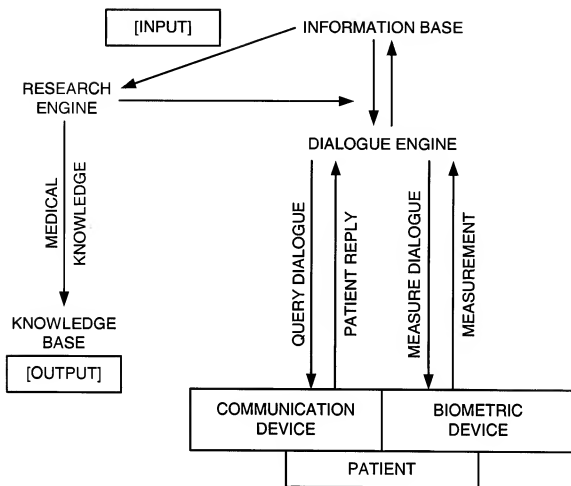 [INPUT]
INFORMATION BASE
RESEARCH
ENGINE
DIALOGUE ENGINE
MEDICAL
KNOWLEDGE
QUERY DIALOGUE
PATIENT REPLY
MEASURE DIALOGUE
MEASUREMENT
KNOWLEDGE
BASE
[OUTPUT]
COMMUNICATION
DEVICE
BIOMETRIC
DEVICE
PATIENT